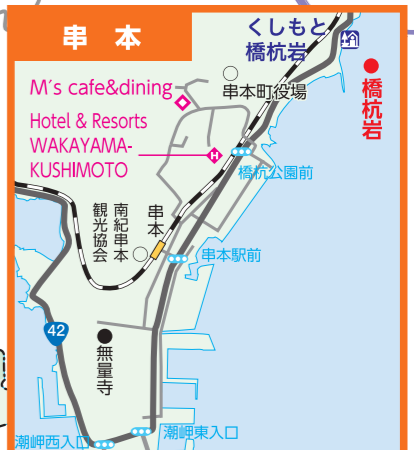 串本
くしもと
橋杭岩
橋杭岩
串本町役場
M's cafe&dining
Hotel & Resorts
WAKAYAMA-
KUSHIMOTO
H
橋杭公園前
南紀串本
観光協会
串本
串本駅前
42
無量寺
潮岬東入口
潮岬西入口